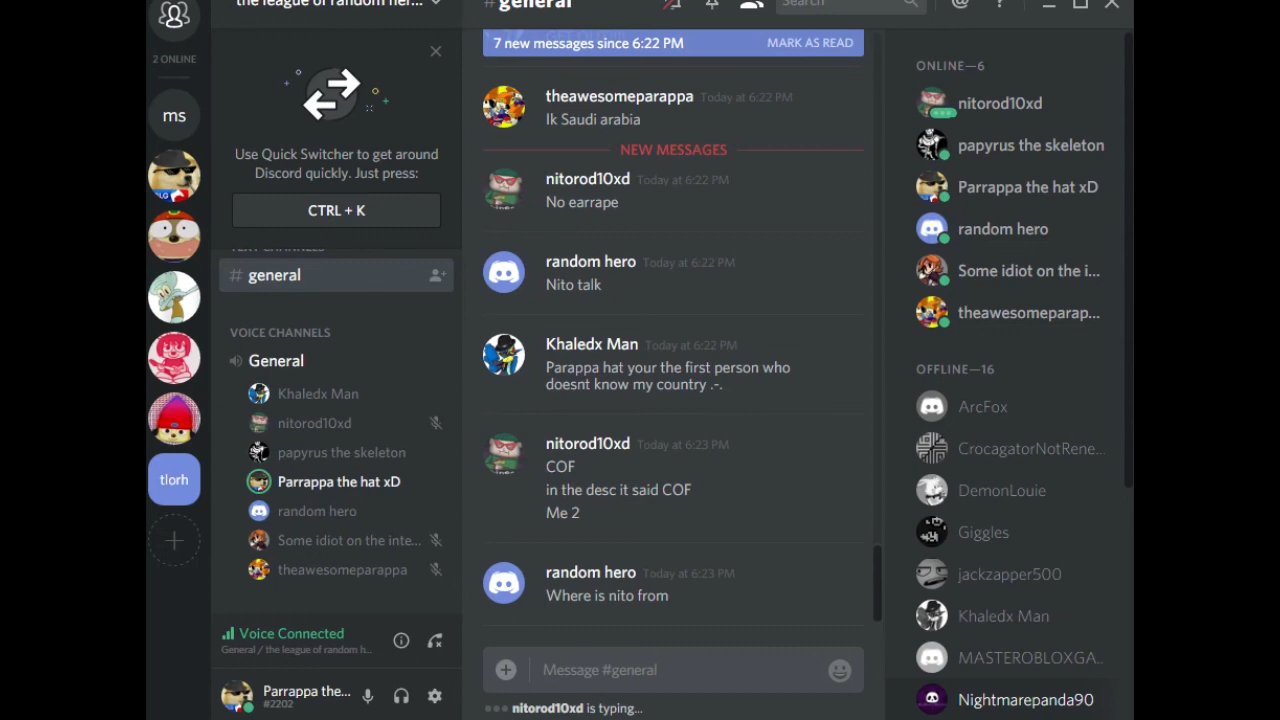 2 ONLINE
ms
tlorh
the league of random her...
Use Quick Switcher to get around
Discord quickly. Just press:
CTRL + K
TEXT CHANNELS
# general
VOICE CHANNELS
General
Khaledx Man
nitorod10xd
papyrus the skeleton
Parrappa the hat xD
random hero
Some idiot on the inte...
theawesomeparappa
Voice Connected
General / the league of random h...
Parrappa the...
#2202
# general
Search
7 new messages since 6:22 PM MARK AS READ
theawesomeparappa Today at 6:22 PM
Ik Saudi arabia
NEW MESSAGES
nitorod10xd Today at 6:22 PM
No earrape
random hero Today at 6:22 PM
Nito talk
Khaledx Man Today at 6:22 PM
Parappa hat your the first person who
doesnt know my country .-.
nitorod10xd Today at 6:23 PM
COF
in the desc it said COF
Me 2
random hero Today at 6:23 PM
Where is nito from
Message #general
nitorod10xd is typing...
ONLINE—6
nitorod10xd
papyrus the skeleton
Parrappa the hat xD
random hero
Some idiot on the i...
theawesomeparap...
OFFLINE—16
ArcFox
CrocagatorNotRene...
DemonLouie
Giggles
jackzapper500
Khaledx Man
MASTEROBLOXGA...
Nightmarepanda90